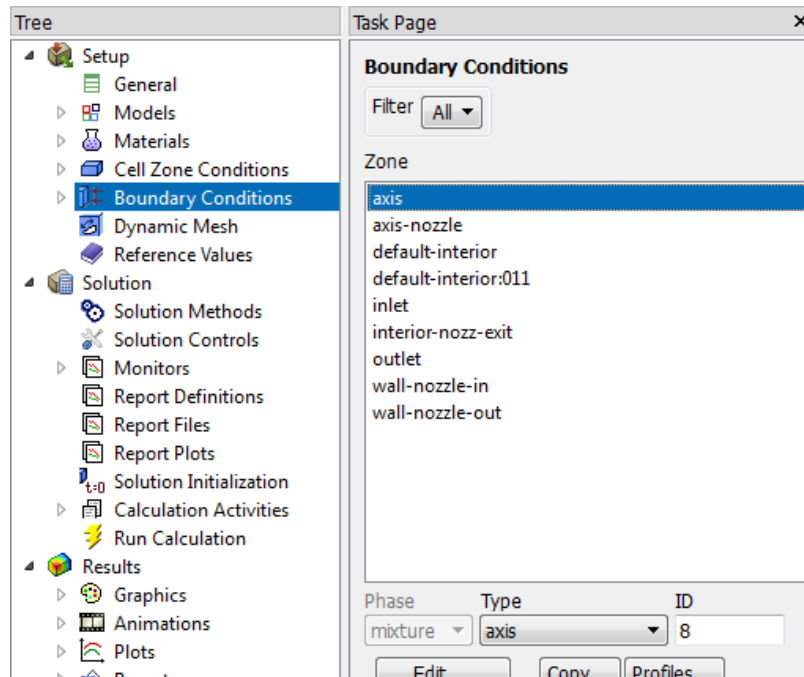 Tree
Setup
General
Models
Materials
Cell Zone Conditions
Boundary Conditions
Dynamic Mesh
Reference Values
Solution
Solution Methods
Solution Controls
Monitors
Report Definitions
Report Files
Report Plots
t=0 Solution Initialization
Calculation Activities
Run Calculation
Results
Graphics
Animations
Plots
Task Page
Boundary Conditions
Filter All
Zone
axis
axis-nozzle
default-interior
default-interior:011
inlet
interior-nozz-exit
outlet
wall-nozzle-in
wall-nozzle-out
Phase Type ID
mixture axis 8
Edit Copy Profiles